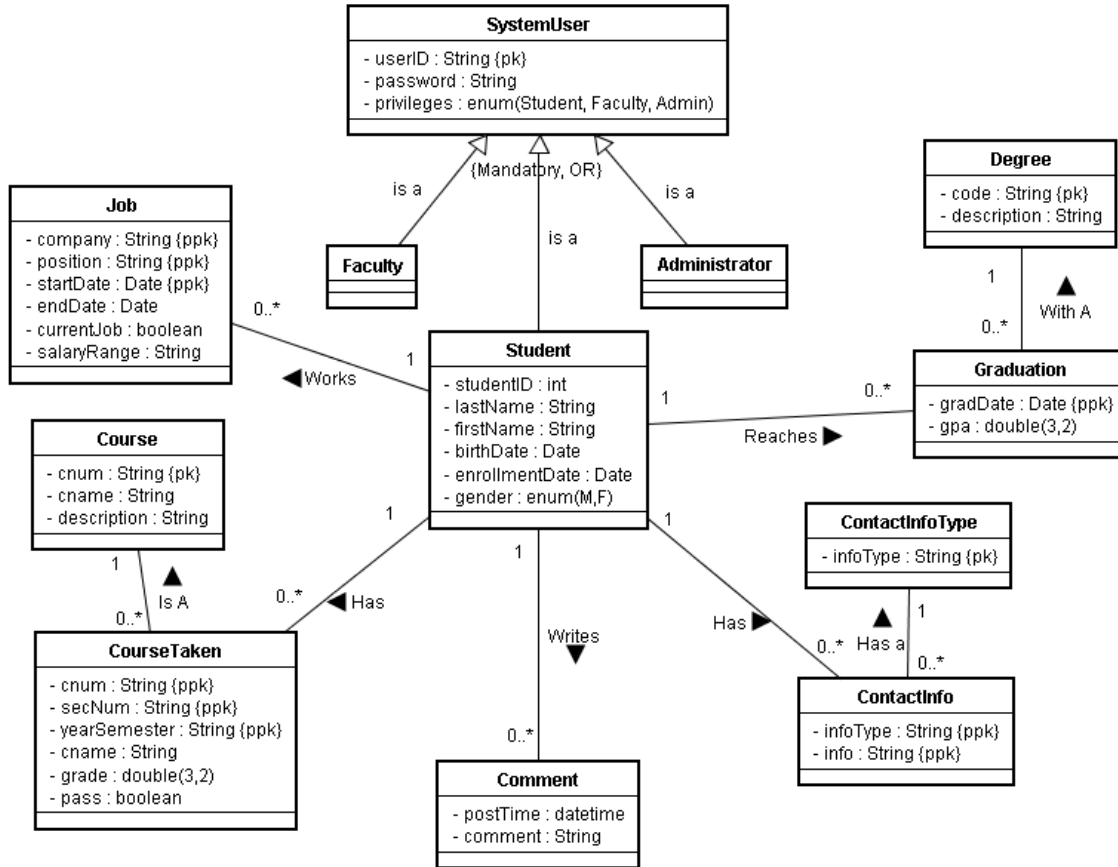 SystemUser
- userID : String {pk}
- password : String
- privileges : enum(Student, Faculty, Admin)
{Mandatory, OR}
is a
is a
is a
Degree
- code : String {pk}
- description : String
1
With A
0..*
Job
- company : String {ppk}
- position : String {ppk}
- startDate : Date {ppk}
- endDate : Date
- currentJob : boolean
- salaryRange : String
Faculty
Administrator
0..*
1
Works
Student
- studentID : int
- lastName : String
- firstName : String
- birthDate : Date
- enrollmentDate : Date
- gender : enum(M,F)
1
0..*
Reaches
Graduation
- gradDate : Date {ppk}
- gpa : double(3,2)
Course
- cnum : String {pk}
- cname : String
- description : String
1
Is A
0..*
1
0..*
Has
1
Writes
0..*
1
Has
0..*
ContactInfoType
- infoType : String {pk}
1
Has a
0..*
CourseTaken
- cnum : String {ppk}
- secNum : String {ppk}
- yearSemester : String {ppk}
- cname : String
- grade : double(3,2)
- pass : boolean
Comment
- postTime : datetime
- comment : String
ContactInfo
- infoType : String {ppk}
- info : String {ppk}